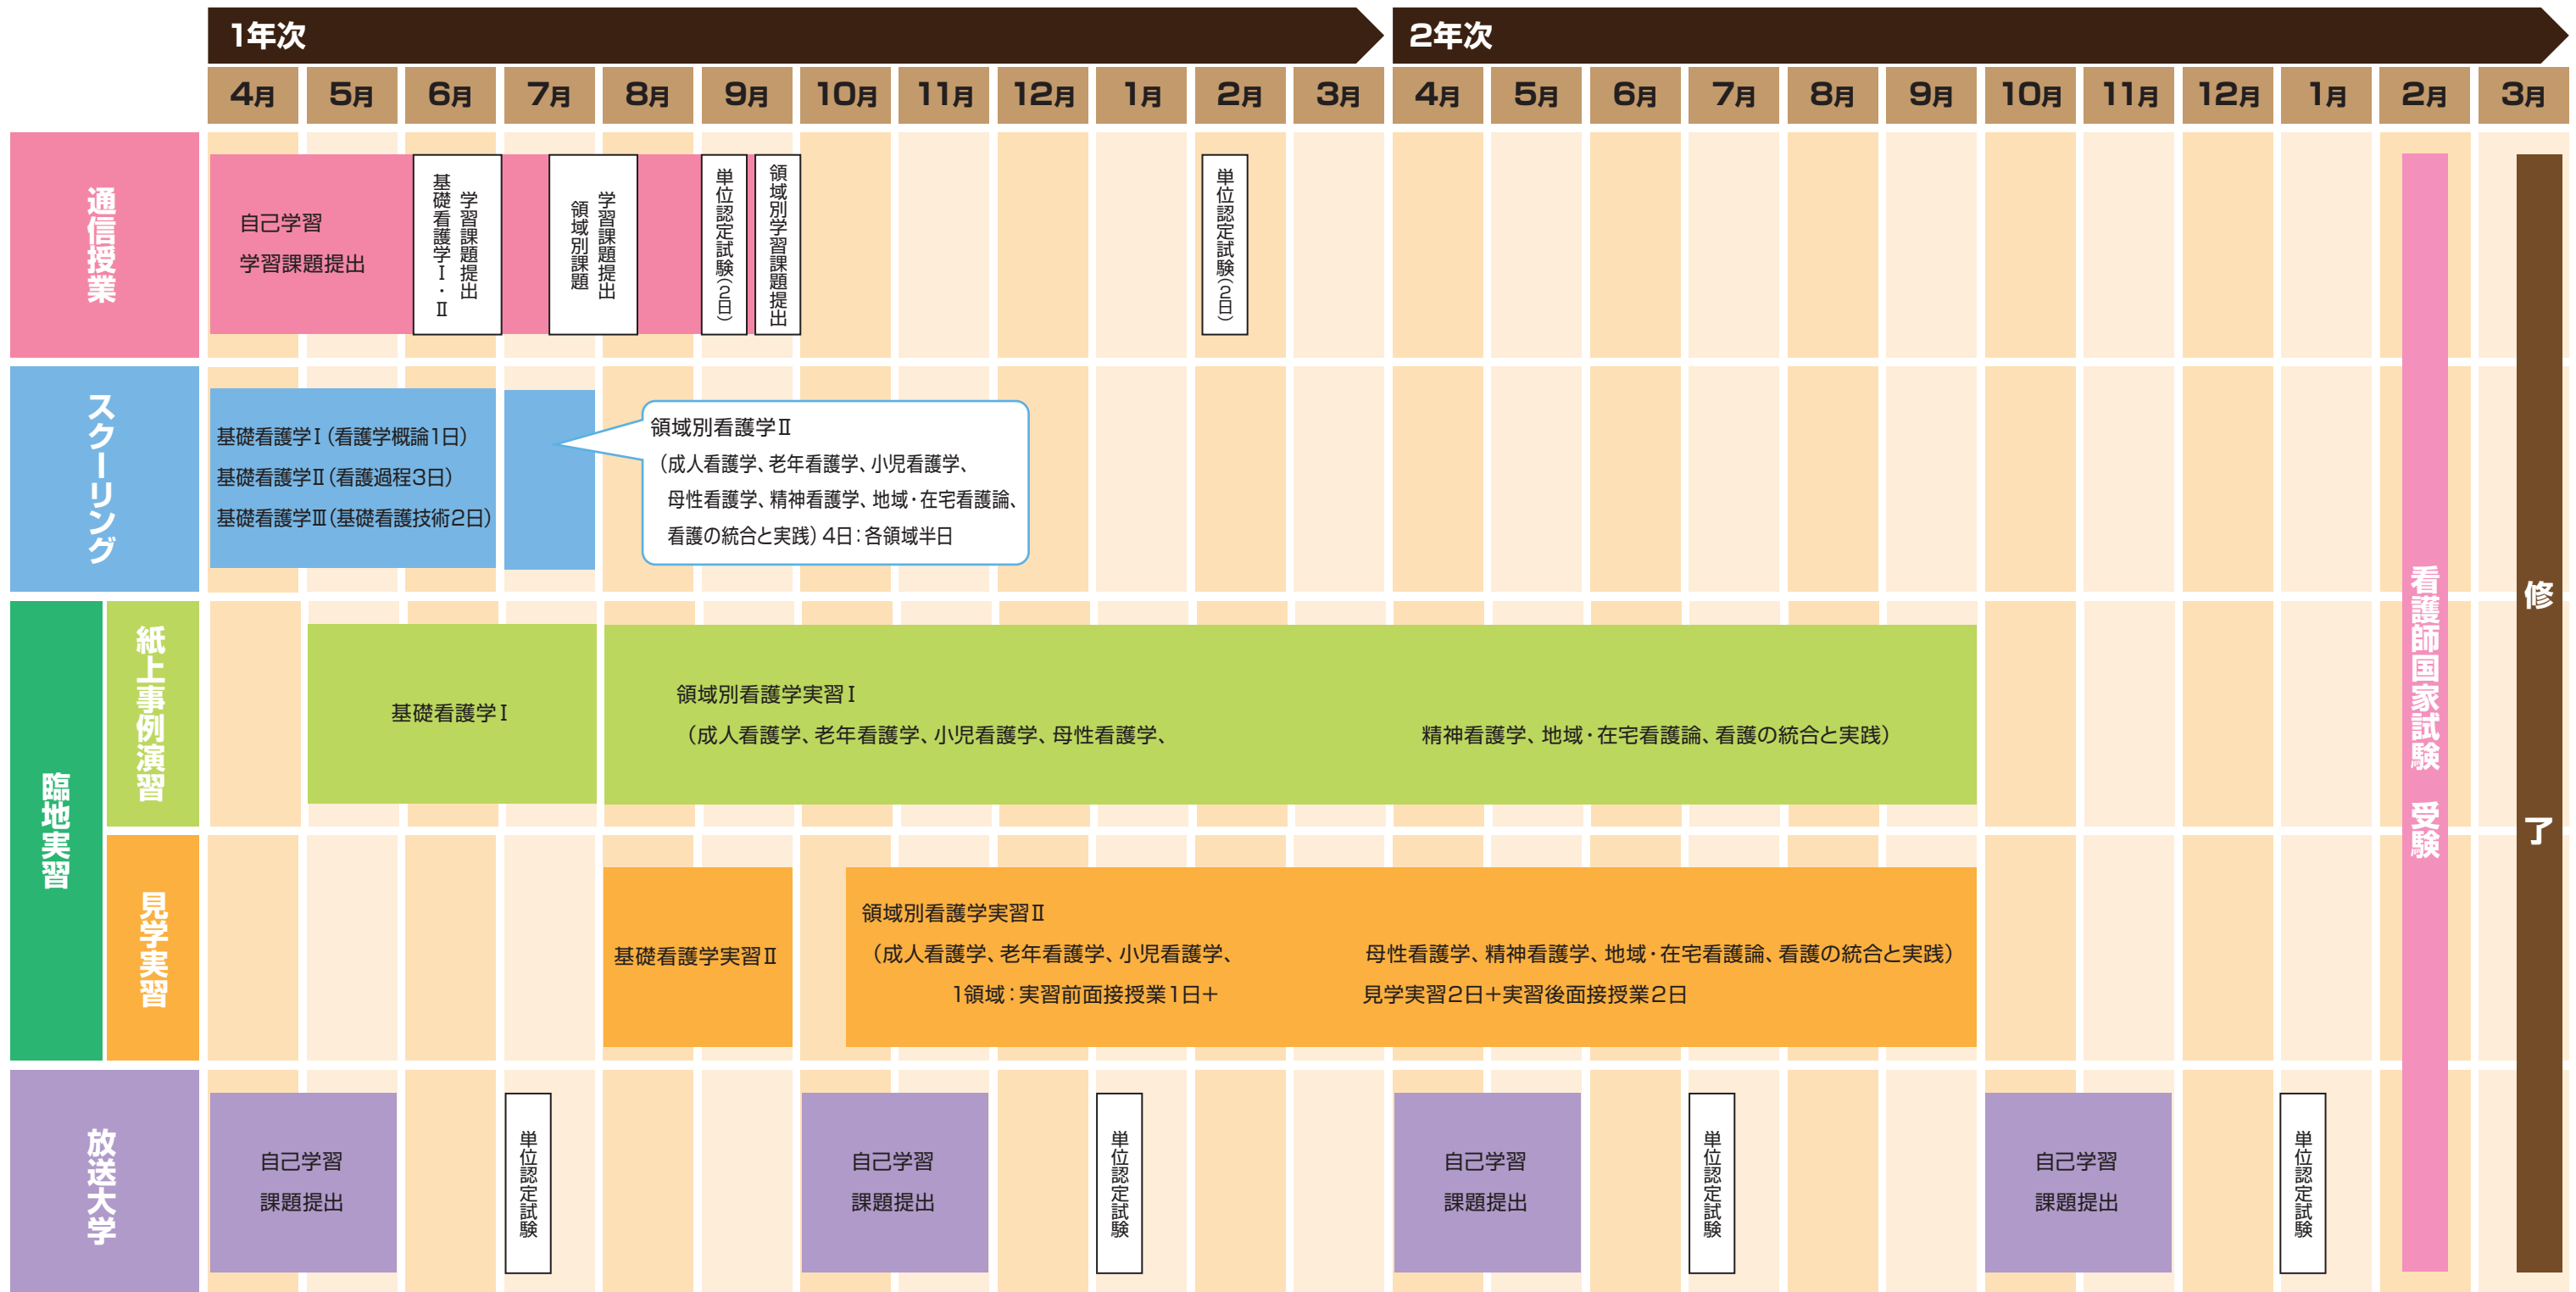 1年次
2年次
4月 5月 6月 7月 8月 9月 10月 11月 12月 1月 2月 3月 4月 5月 6月 7月 8月 9月 10月 11月 12月 1月 2月 3月
通信授業
自己学習
学習課題提出
学習課題提出
基礎看護学Ⅰ・Ⅱ
学習課題提出
領域別課題
単位認定試験(2日)
領域別学習課題提出
単位認定試験(2日)
スクーリング
基礎看護学Ⅰ(看護学概論1日)
基礎看護学Ⅱ(看護過程3日)
基礎看護学Ⅲ(基礎看護技術2日)
領域別看護学Ⅱ
(成人看護学、老年看護学、小児看護学、
母性看護学、精神看護学、地域・在宅看護論、
看護の統合と実践)4日:各領域半日
臨地実習
紙上事例演習
基礎看護学Ⅰ
領域別看護学実習Ⅰ
(成人看護学、老年看護学、小児看護学、母性看護学、 精神看護学、地域・在宅看護論、看護の統合と実践)
見学実習
基礎看護学実習Ⅱ
領域別看護学実習Ⅱ
(成人看護学、老年看護学、小児看護学、 母性看護学、精神看護学、地域・在宅看護論、看護の統合と実践)
1領域:実習前面接授業1日+ 見学実習2日+実習後面接授業2日
放送大学
自己学習
課題提出
単位認定試験
自己学習
課題提出
単位認定試験
自己学習
課題提出
単位認定試験
自己学習
課題提出
単位認定試験
看護師国家試験 受験
修了